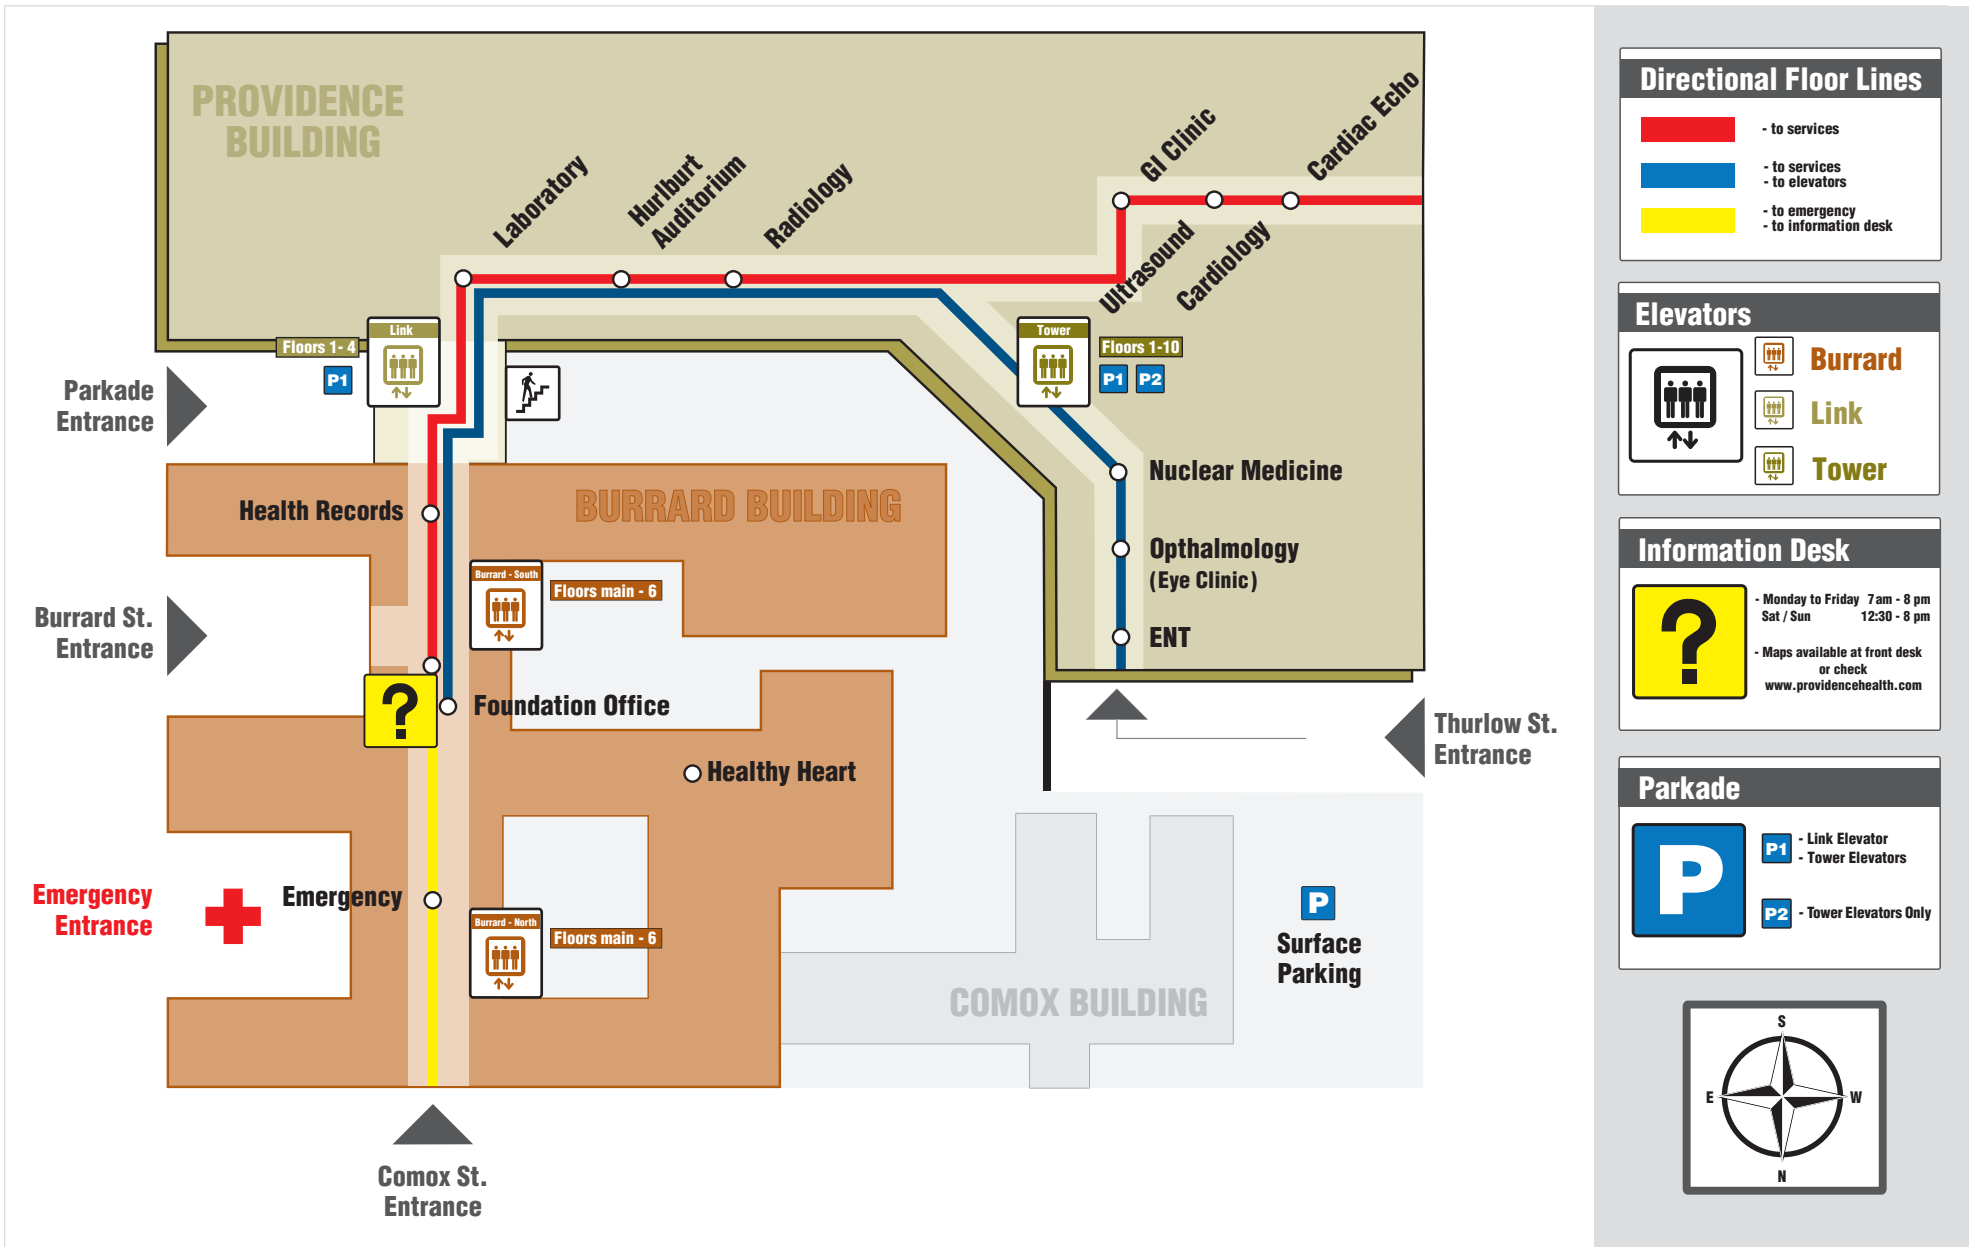 PROVIDENCE
BUILDING
Laboratory
Hurlburt
Auditorium
Radiology
GI Clinic
Cardiac Echo
Ultrasound
Cardiology
Link
Floors 1- 4
P1
Tower
Floors 1-10
P1 P2
Parkade
Entrance
Health Records
BURRARD BUILDING
Nuclear Medicine
Opthalmology
(Eye Clinic)
ENT
Burrard - South
Floors main - 6
Burrard St.
Entrance
?
Foundation Office
Healthy Heart
Thurlow St.
Entrance
Emergency
Entrance
Emergency
Burrard - North
Floors main - 6
P
Surface
Parking
COMOX BUILDING
Comox St.
Entrance
Directional Floor Lines
- to services
- to services
- to elevators
- to emergency
- to information desk
Elevators
Burrard
Link
Tower
Information Desk
?
- Monday to Friday 7am - 8 pm
Sat / Sun 12:30 - 8 pm
- Maps available at front desk
or check
www.providencehealth.com
Parkade
P
P1 - Link Elevator
- Tower Elevators
P2 - Tower Elevators Only
S
E W
N